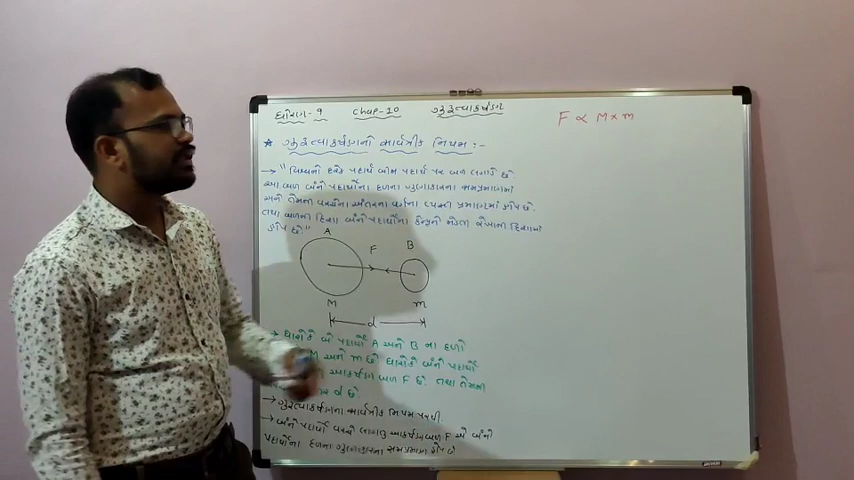 ધોરણ-9 Chap-10 ગુરુત્વાકર્ષણ
F ∝ M × m
* ગુરુત્વાકર્ષણનો સાર્વત્રીક નિયમ :-
→ "વિશ્વનો દરેક પદાર્થ બીજા પદાર્થ પર બળ લગાડે છે
આ બળ બંને પદાર્થોના દળના ગુણાકારના સમપ્રમાણમાં
અને તેમની વચ્ચેના અંતરના વર્ગના વ્યસ્ત પ્રમાણમાં હોય છે.
તથા બળની દિશા બંને પદાર્થોના કેન્દ્રને જોડતી રેખાની દિશામાં
હોય છે."
A
F B
M m
d
→ ધારોકે બે પદાર્થો A અને B ના દળો
M અને m છે ધારોકે બંને પદાર્થો
આકર્ષણ બળ F છે. તથા તેમની
d છે.
→ ગુરુત્વાકર્ષણના સાર્વત્રીક નિયમ પરથી.
→ બંને પદાર્થો વચ્ચે લાગતુ આકર્ષણબળ F એ બંને
પદાર્થોના દળના ગુણાકારના સમપ્રમાણમાં હોય છે